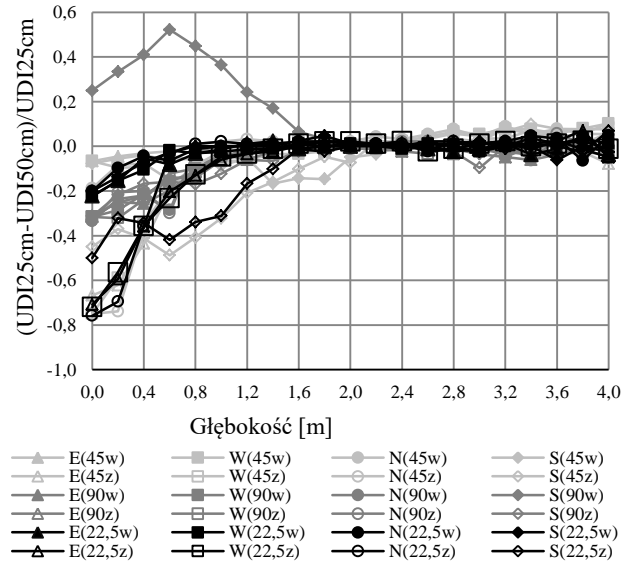 (UDI25cm-UDI50cm)/UDI25cm
0,6
0,4
0,2
0,0
-0,2
-0,4
-0,6
-0,8
-1,0
0,0 0,4 0,8 1,2 1,6 2,0 2,4 2,8 3,2 3,6 4,0
Głębokość [m]
E(45w) W(45w) N(45w) S(45w)
E(45z) W(45z) N(45z) S(45z)
E(90w) W(90w) N(90w) S(90w)
E(90z) W(90z) N(90z) S(90z)
E(22,5w) W(22,5w) N(22,5w) S(22,5w)
E(22,5z) W(22,5z) N(22,5z) S(22,5z)